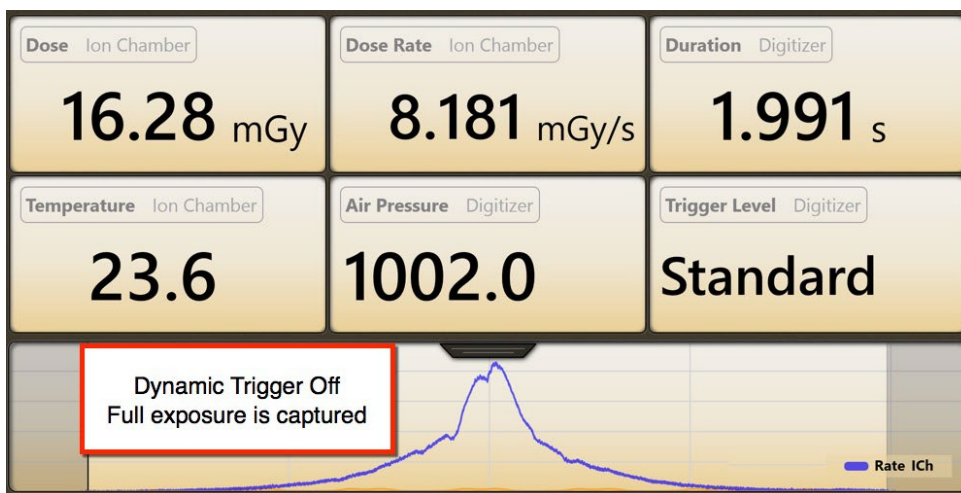 Dose Ion Chamber
16.28 mGy
Dose Rate Ion Chamber
8.181 mGy/s
Duration Digitizer
1.991 s
Temperature Ion Chamber
23.6
Air Pressure Digitizer
1002.0
Trigger Level Digitizer
Standard
Dynamic Trigger Off
Full exposure is captured
Rate ICh